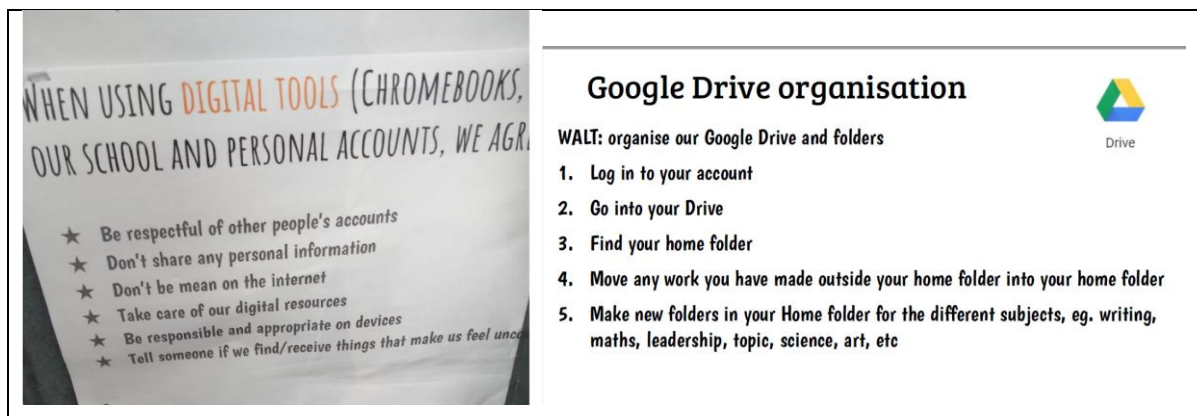 WHEN USING DIGITAL TOOLS (CHROMEBOOKS,
OUR SCHOOL AND PERSONAL ACCOUNTS, WE
★ Be respectful of other people's accounts
★ Don't share any personal information
★ Don't be mean on the internet
★ Take care of our digital resources
★ Be responsible and appropriate on devices
★ Tell someone if we find/receive things that make us feel
Google Drive organisation
Drive
WALT: organise our Google Drive and folders
1. Log in to your account
2. Go into your Drive
3. Find your home folder
4. Move any work you have made outside your home folder into your home folder
5. Make new folders in your Home folder for the different subjects, eg. writing,
maths, leadership, topic, science, art, etc